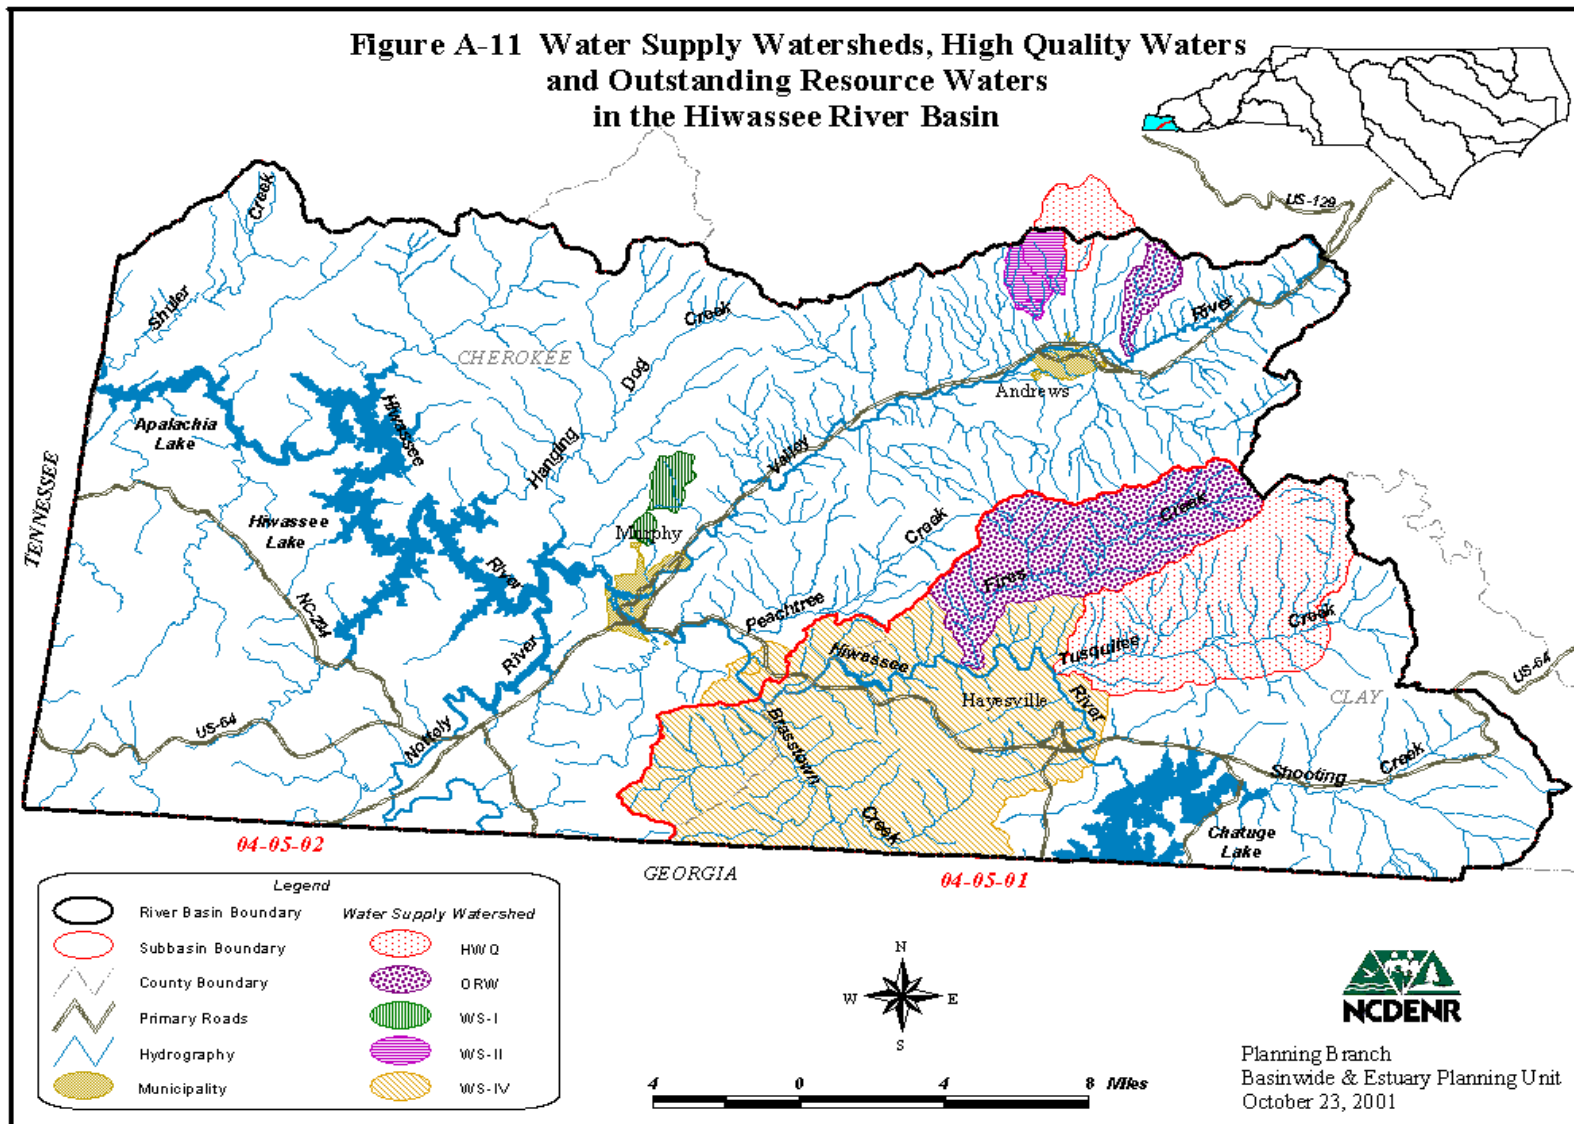 Figure A-11 Water Supply Watersheds, High Quality Waters
and Outstanding Resource Waters
in the Hiwassee River Basin
US-129
Creek
Shuler
Creek
River
CHEROKEE
Dog
Andrews
Apalachia
Lake
Hiwassee
Hanging
Valley
TENNESSEE
Hiwassee
Lake
Murphy
Creek
Creek
Fires
River
NC-294
Peachtree
Creek
River
Hiwassee
Tusquitee
US-64
Hayesville
River
CLAY
US-64
Nottely
Brasstown
Creek
Shooting
Creek
Chatuge
Lake
04-05-02
GEORGIA
04-05-01
Legend
River Basin Boundary
Water Supply Watershed
Subbasin Boundary
HWQ
County Boundary
ORW
Primary Roads
WS-I
Hydrography
WS-II
Municipality
WS-IV
N
W E
S
4 0 4 8 Miles
NCDENR
Planning Branch
Basinwide & Estuary Planning Unit
October 23, 2001